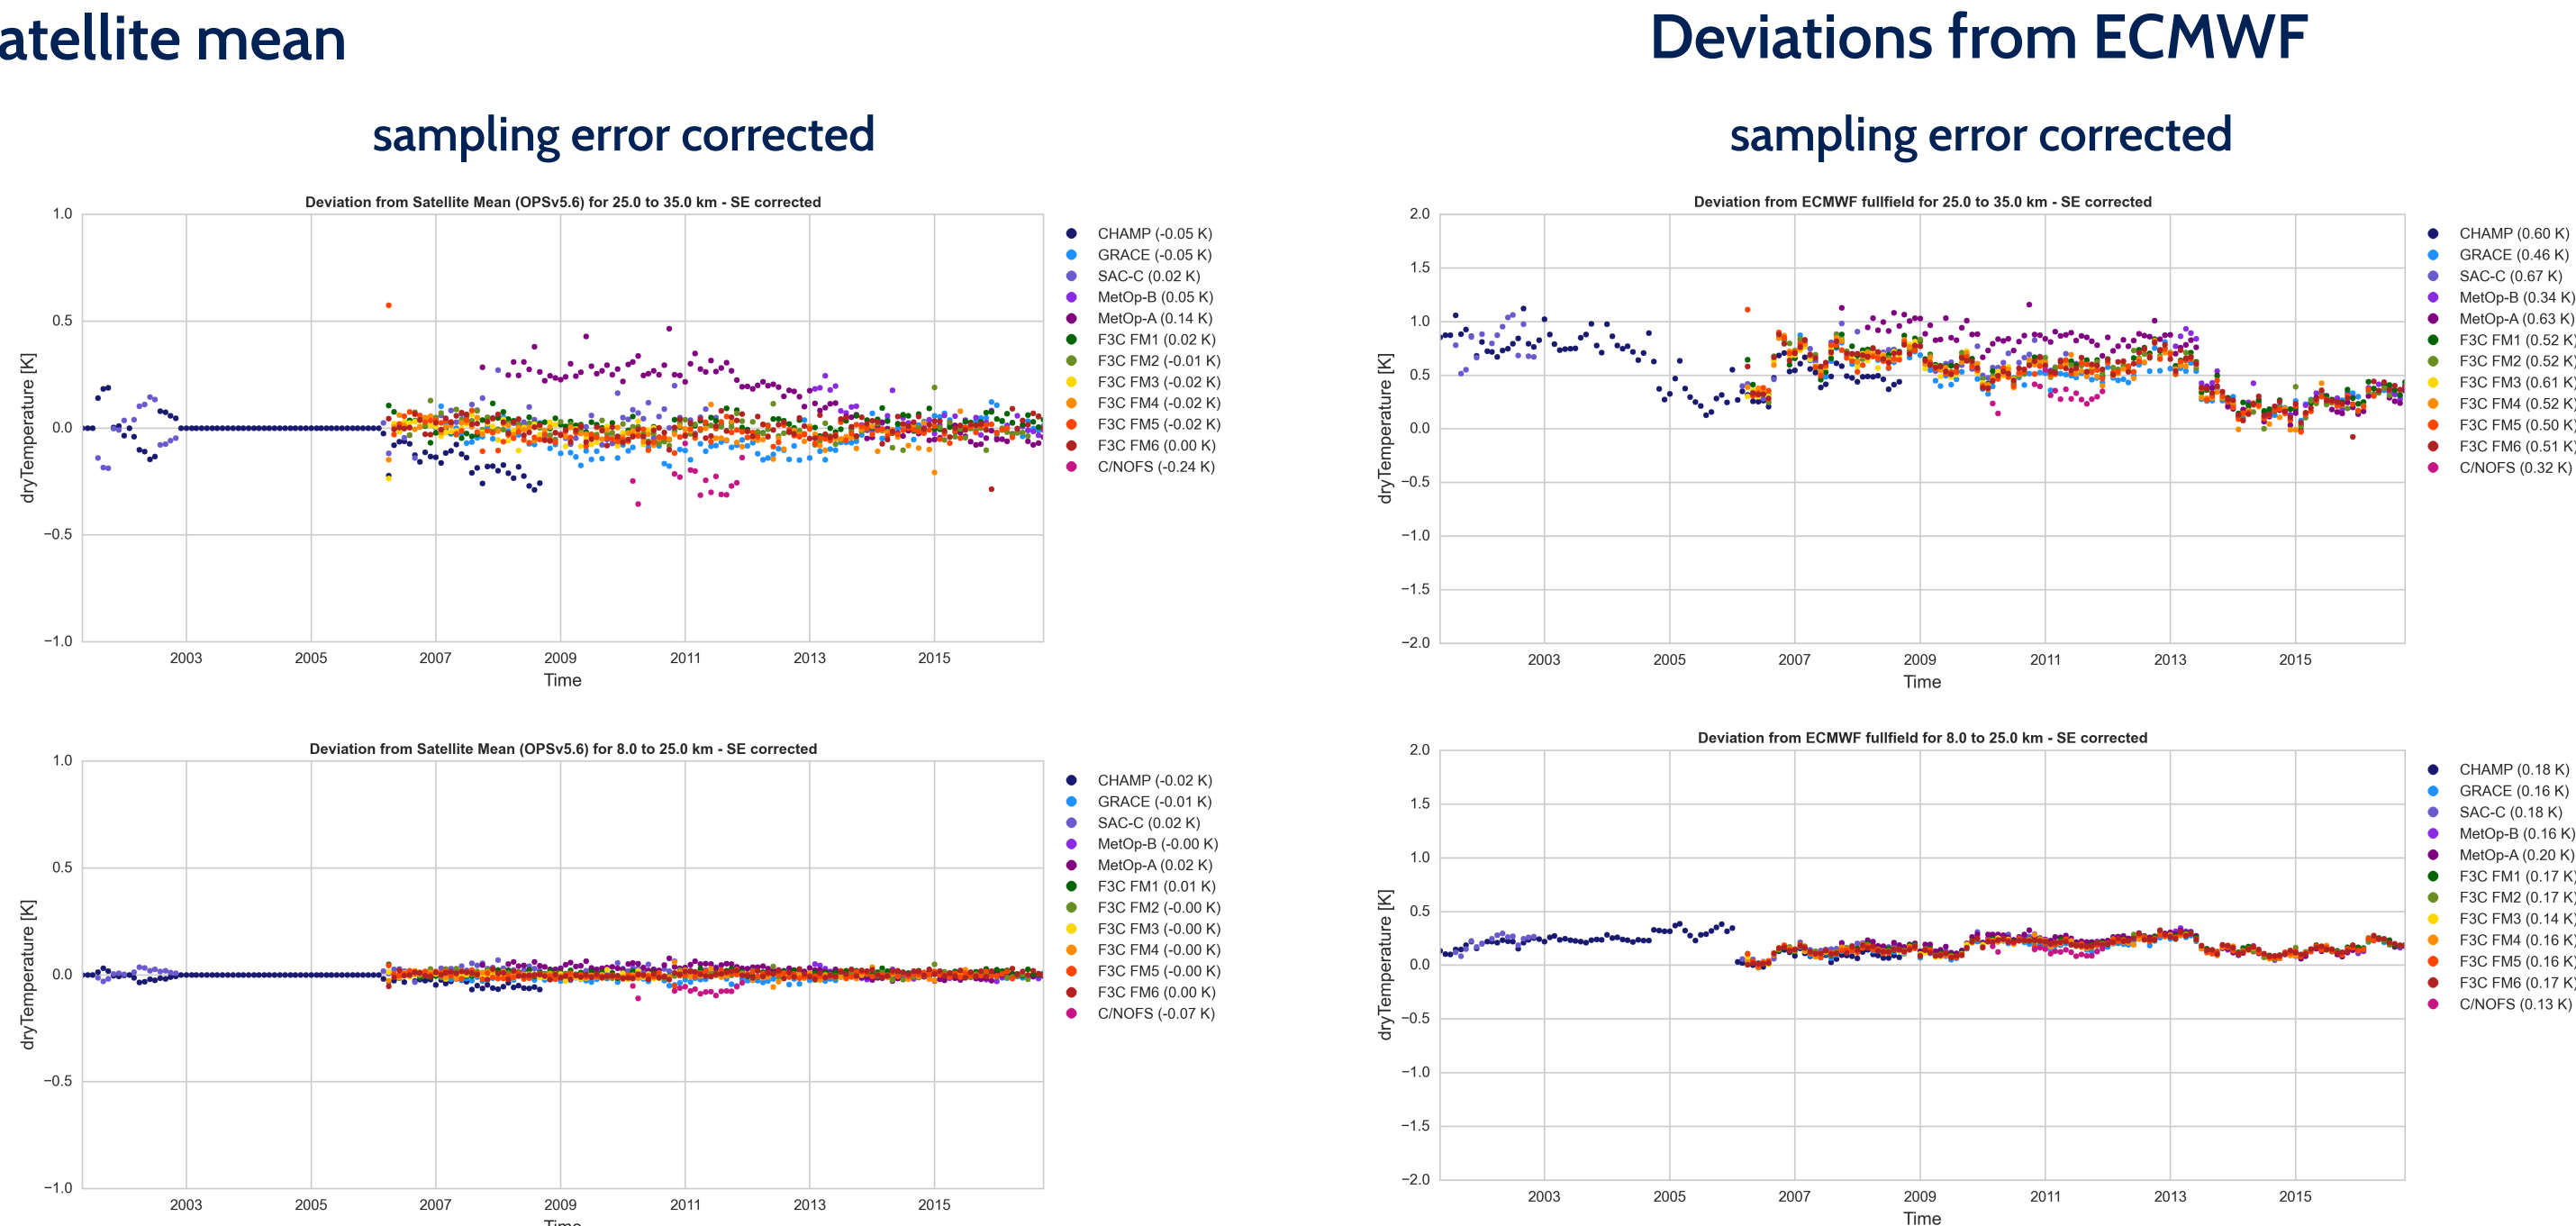 atellite mean
Deviations from ECMWF
sampling error corrected
sampling error corrected
Deviation from Satellite Mean (OPSv5.6) for 25.0 to 35.0 km - SE corrected
1.0
0.5
0.0
−0.5
−1.0
dryTemperature [K]
2003 2005 2007 2009 2011 2013 2015
Time
CHAMP (-0.05 K)
GRACE (-0.05 K)
SAC-C (0.02 K)
MetOp-B (0.05 K)
MetOp-A (0.14 K)
F3C FM1 (0.02 K)
F3C FM2 (-0.01 K)
F3C FM3 (-0.02 K)
F3C FM4 (-0.02 K)
F3C FM5 (-0.02 K)
F3C FM6 (0.00 K)
C/NOFS (-0.24 K)
Deviation from ECMWF fullfield for 25.0 to 35.0 km - SE corrected
2.0
1.5
1.0
0.5
0.0
−0.5
−1.0
−1.5
−2.0
dryTemperature [K]
2003 2005 2007 2009 2011 2013 2015
Time
CHAMP (0.60 K)
GRACE (0.46 K)
SAC-C (0.67 K)
MetOp-B (0.34 K)
MetOp-A (0.63 K)
F3C FM1 (0.52 K)
F3C FM2 (0.52 K)
F3C FM3 (0.61 K)
F3C FM4 (0.52 K)
F3C FM5 (0.50 K)
F3C FM6 (0.51 K)
C/NOFS (0.32 K)
Deviation from Satellite Mean (OPSv5.6) for 8.0 to 25.0 km - SE corrected
1.0
0.5
0.0
−0.5
−1.0
dryTemperature [K]
2003 2005 2007 2009 2011 2013 2015
Time
CHAMP (-0.02 K)
GRACE (-0.01 K)
SAC-C (0.02 K)
MetOp-B (-0.00 K)
MetOp-A (0.02 K)
F3C FM1 (0.01 K)
F3C FM2 (-0.00 K)
F3C FM3 (-0.00 K)
F3C FM4 (-0.00 K)
F3C FM5 (-0.00 K)
F3C FM6 (0.00 K)
C/NOFS (-0.07 K)
Deviation from ECMWF fullfield for 8.0 to 25.0 km - SE corrected
2.0
1.5
1.0
0.5
0.0
−0.5
−1.0
−1.5
−2.0
dryTemperature [K]
2003 2005 2007 2009 2011 2013 2015
Time
CHAMP (0.18 K)
GRACE (0.16 K)
SAC-C (0.18 K)
MetOp-B (0.16 K)
MetOp-A (0.20 K)
F3C FM1 (0.17 K)
F3C FM2 (0.17 K)
F3C FM3 (0.14 K)
F3C FM4 (0.16 K)
F3C FM5 (0.16 K)
F3C FM6 (0.17 K)
C/NOFS (0.13 K)